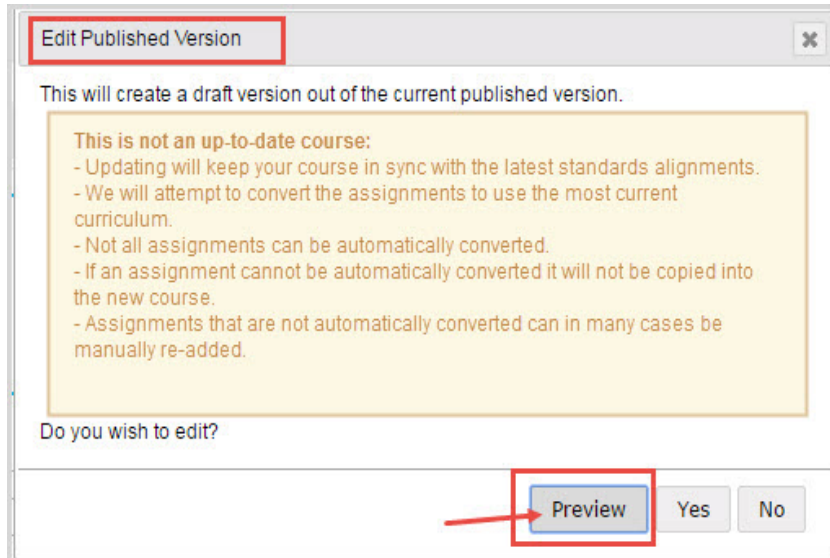 Edit Published Version
This will create a draft version out of the current published version.
This is not an up-to-date course:
- Updating will keep your course in sync with the latest standards alignments.
- We will attempt to convert the assignments to use the most current
curriculum.
- Not all assignments can be automatically converted.
- If an assignment cannot be automatically converted it will not be copied into
the new course.
- Assignments that are not automatically converted can in many cases be
manually re-added.
Do you wish to edit?
Preview Yes No